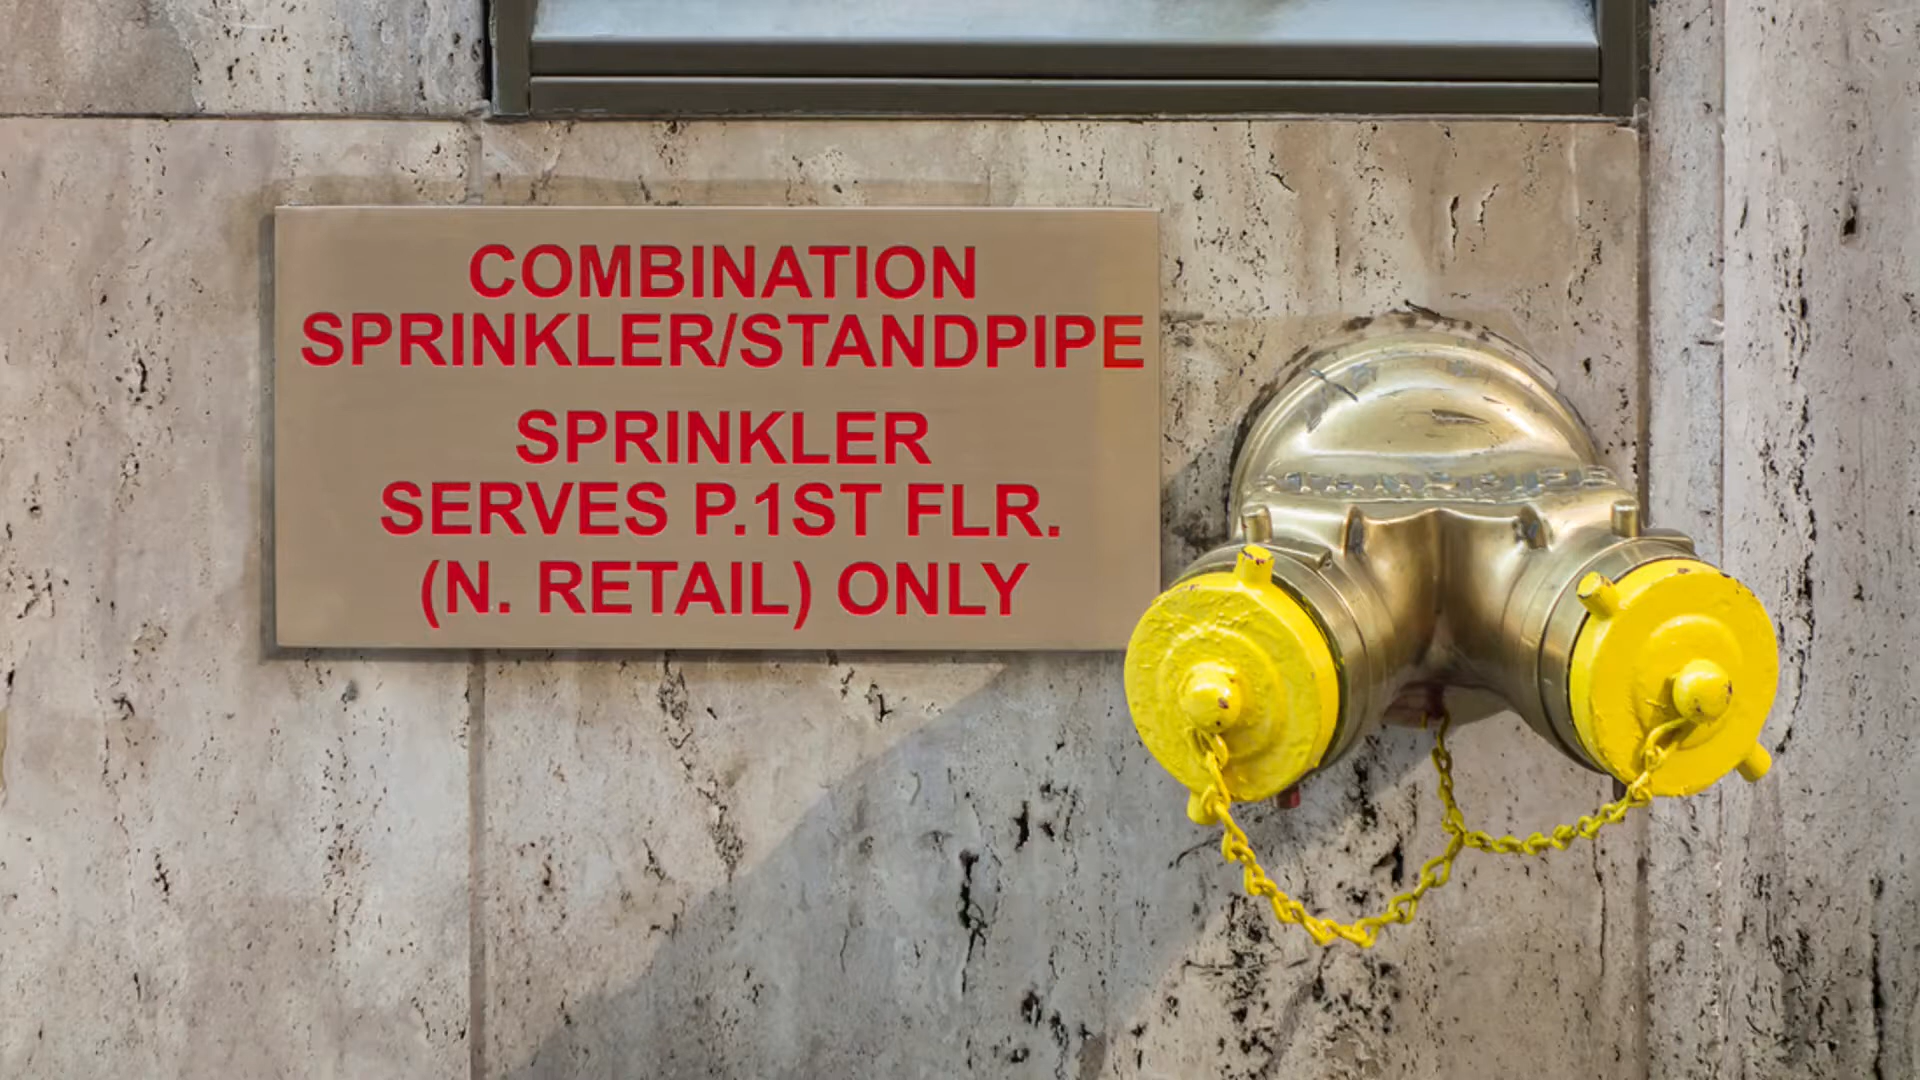 COMBINATION
SPRINKLER/STANDPIPE
SPRINKLER
SERVES P.1ST FLR.
(N. RETAIL) ONLY